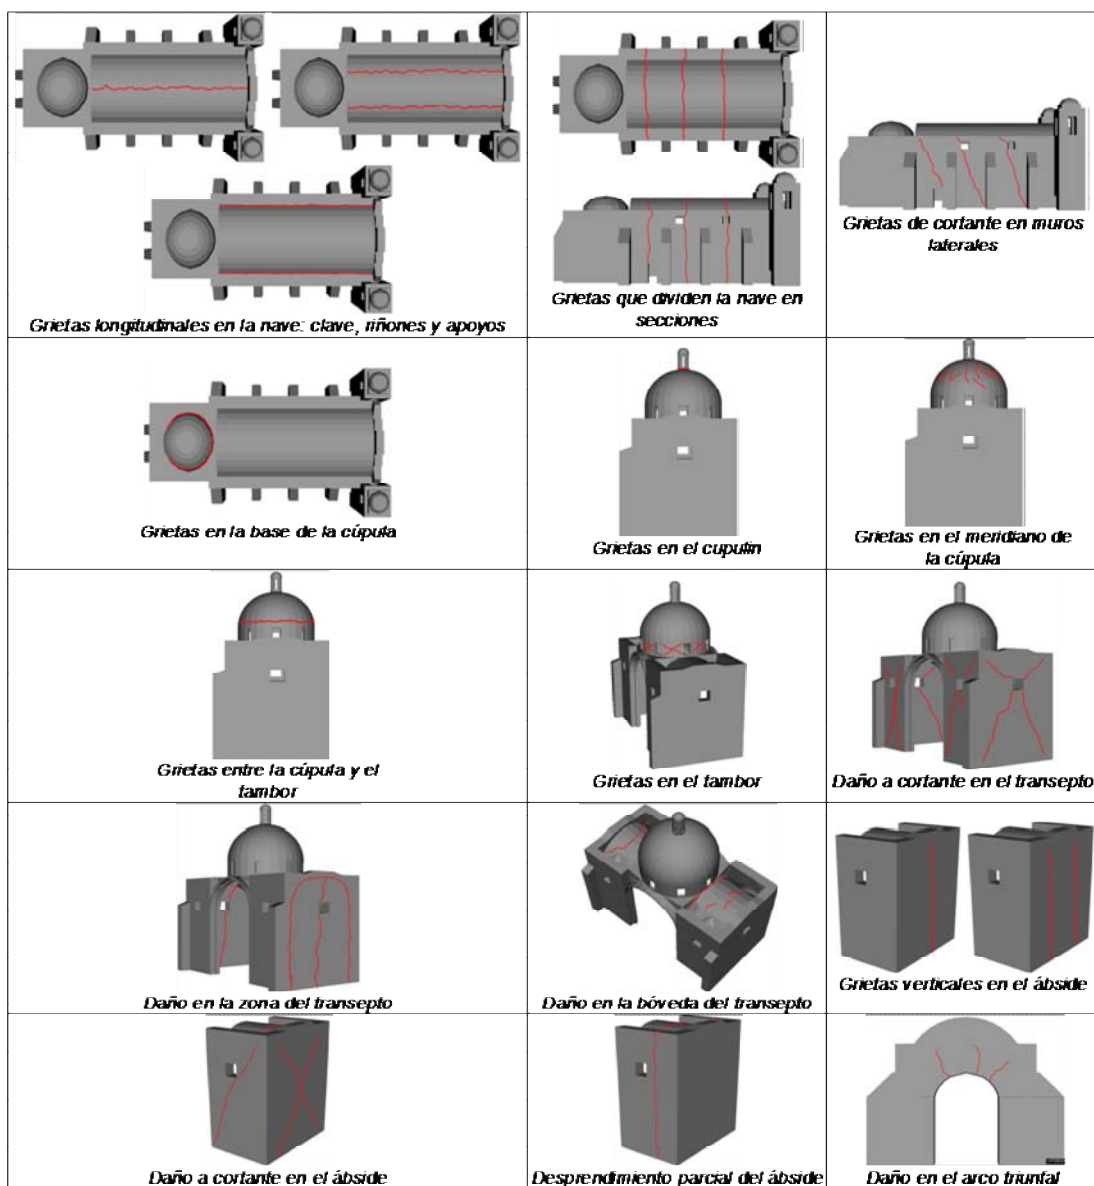 Grietas longitudinales en la nave: clave, riñones y apoyos
Grietas que dividen la nave en
secciones
Grietas de cortante en muros
laterales
Grietas en la base de la cúpula
Grietas en el cupulin
Grietas en el meridiano de
la cúpula
Grietas entre la cúpula y el
tambor
Grietas en el tambor
Daño a cortante en el transepto
Daño en la zona del transepto
Daño en la bóveda del transepto
Grietas verticales en el ábside
Daño a cortante en el ábside
Desprendimiento parcial del ábside
Daño en el arco triunfal